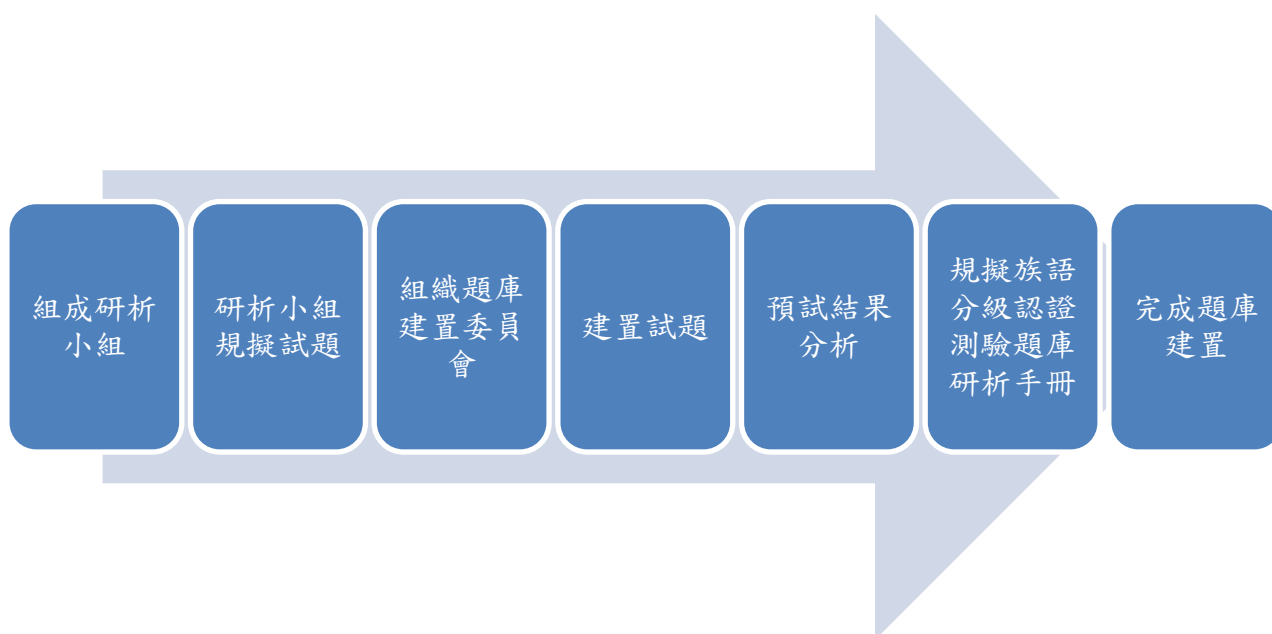 組成研析
小組
研析小組
規擬試題
組織題庫
建置委員
會
建置試題
預試結果
分析
規擬族語
分級認證
測驗題庫
研析手冊
完成題庫
建置